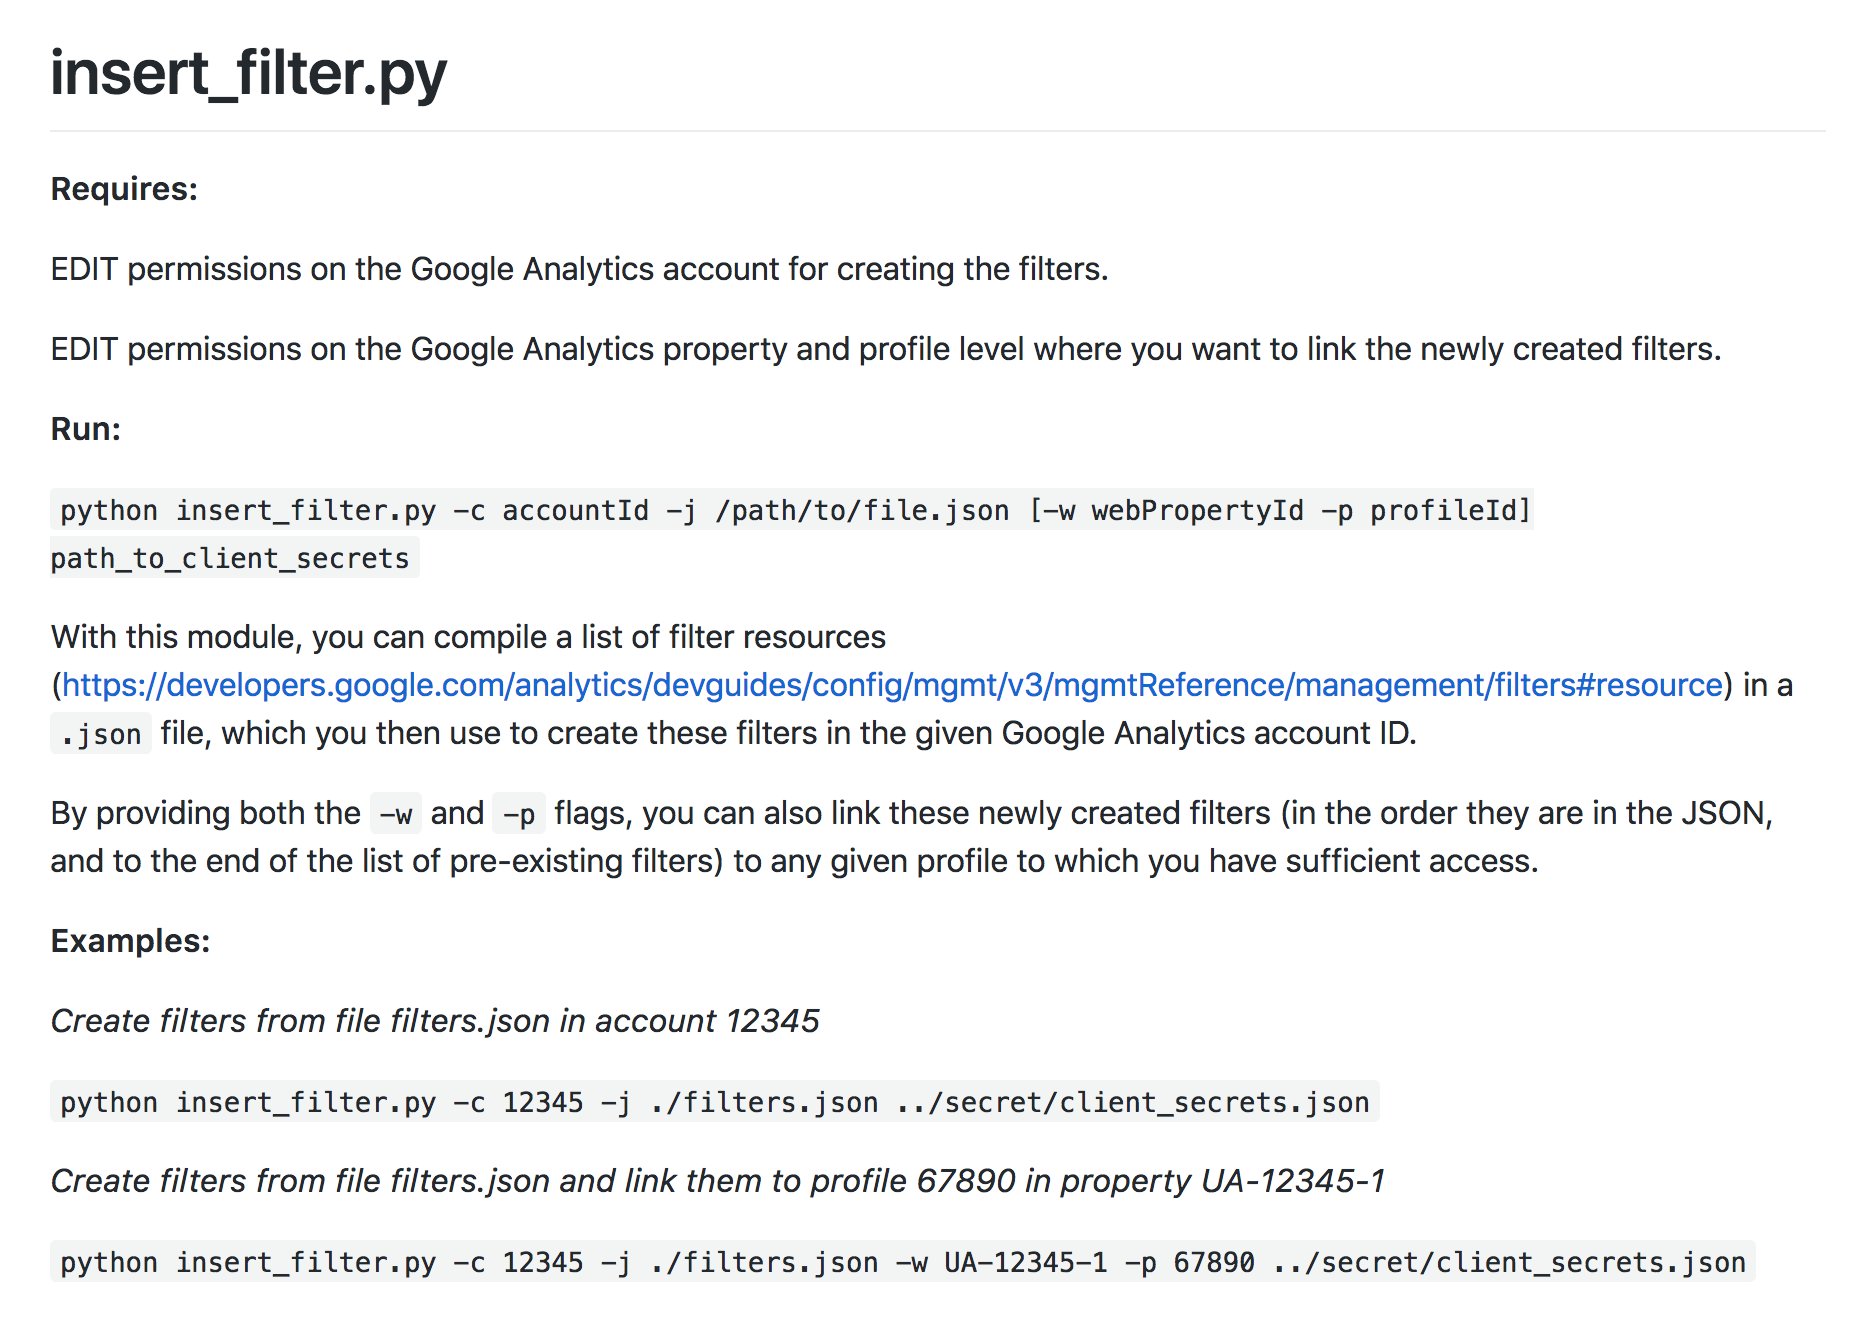 insert_filter.py
Requires:
EDIT permissions on the Google Analytics account for creating the filters.
EDIT permissions on the Google Analytics property and profile level where you want to link the newly created filters.
Run:
python insert_filter.py -c accountId -j /path/to/file.json [-w webPropertyId -p profileId]
path_to_client_secrets
With this module, you can compile a list of filter resources
(https://developers.google.com/analytics/devguides/config/mgmt/v3/mgmtReference/management/filters#resource) in a
.json file, which you then use to create these filters in the given Google Analytics account ID.
By providing both the -w and -p flags, you can also link these newly created filters (in the order they are in the JSON,
and to the end of the list of pre-existing filters) to any given profile to which you have sufficient access.
Examples:
Create filters from file filters.json in account 12345
python insert_filter.py -c 12345 -j ./filters.json ../secret/client_secrets.json
Create filters from file filters.json and link them to profile 67890 in property UA-12345-1
python insert_filter.py -c 12345 -j ./filters.json -w UA-12345-1 -p 67890 ../secret/client_secrets.json